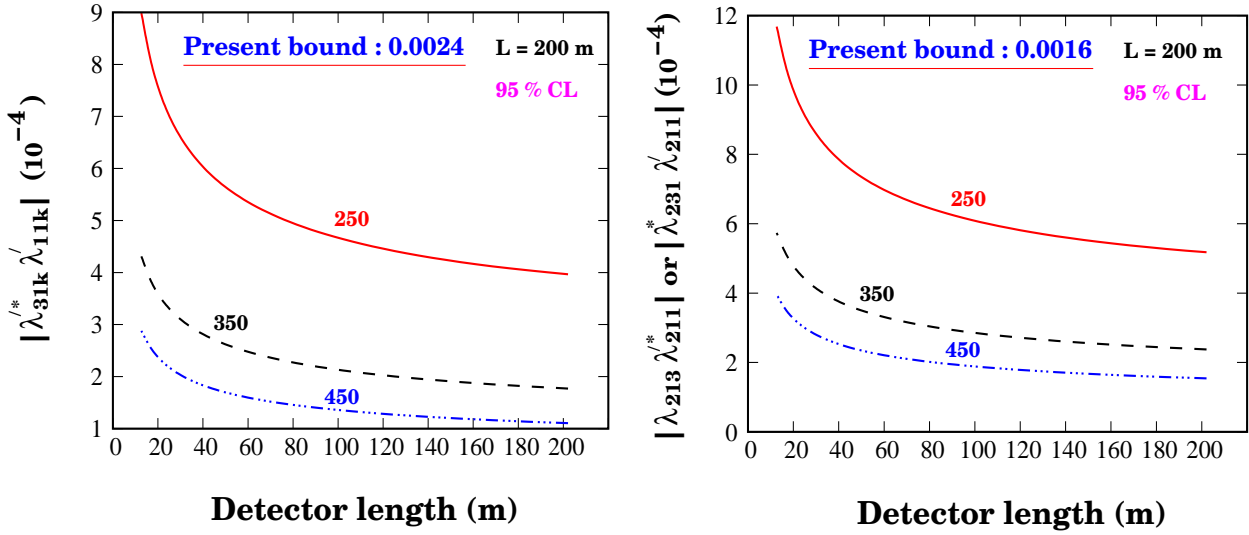 |λ′*31k λ′11k| (10−4)
9
8
7
6
5
4
3
2
1
Present bound : 0.0024
L = 200 m
95 % CL
250
350
450
0 20 40 60 80 100 120 140 160 180 200
Detector length (m)
|λ213 λ′*211| or |λ*231 λ′211| (10−4)
12
10
8
6
4
2
0
Present bound : 0.0016
L = 200 m
95 % CL
250
350
450
0 20 40 60 80 100 120 140 160 180 200
Detector length (m)